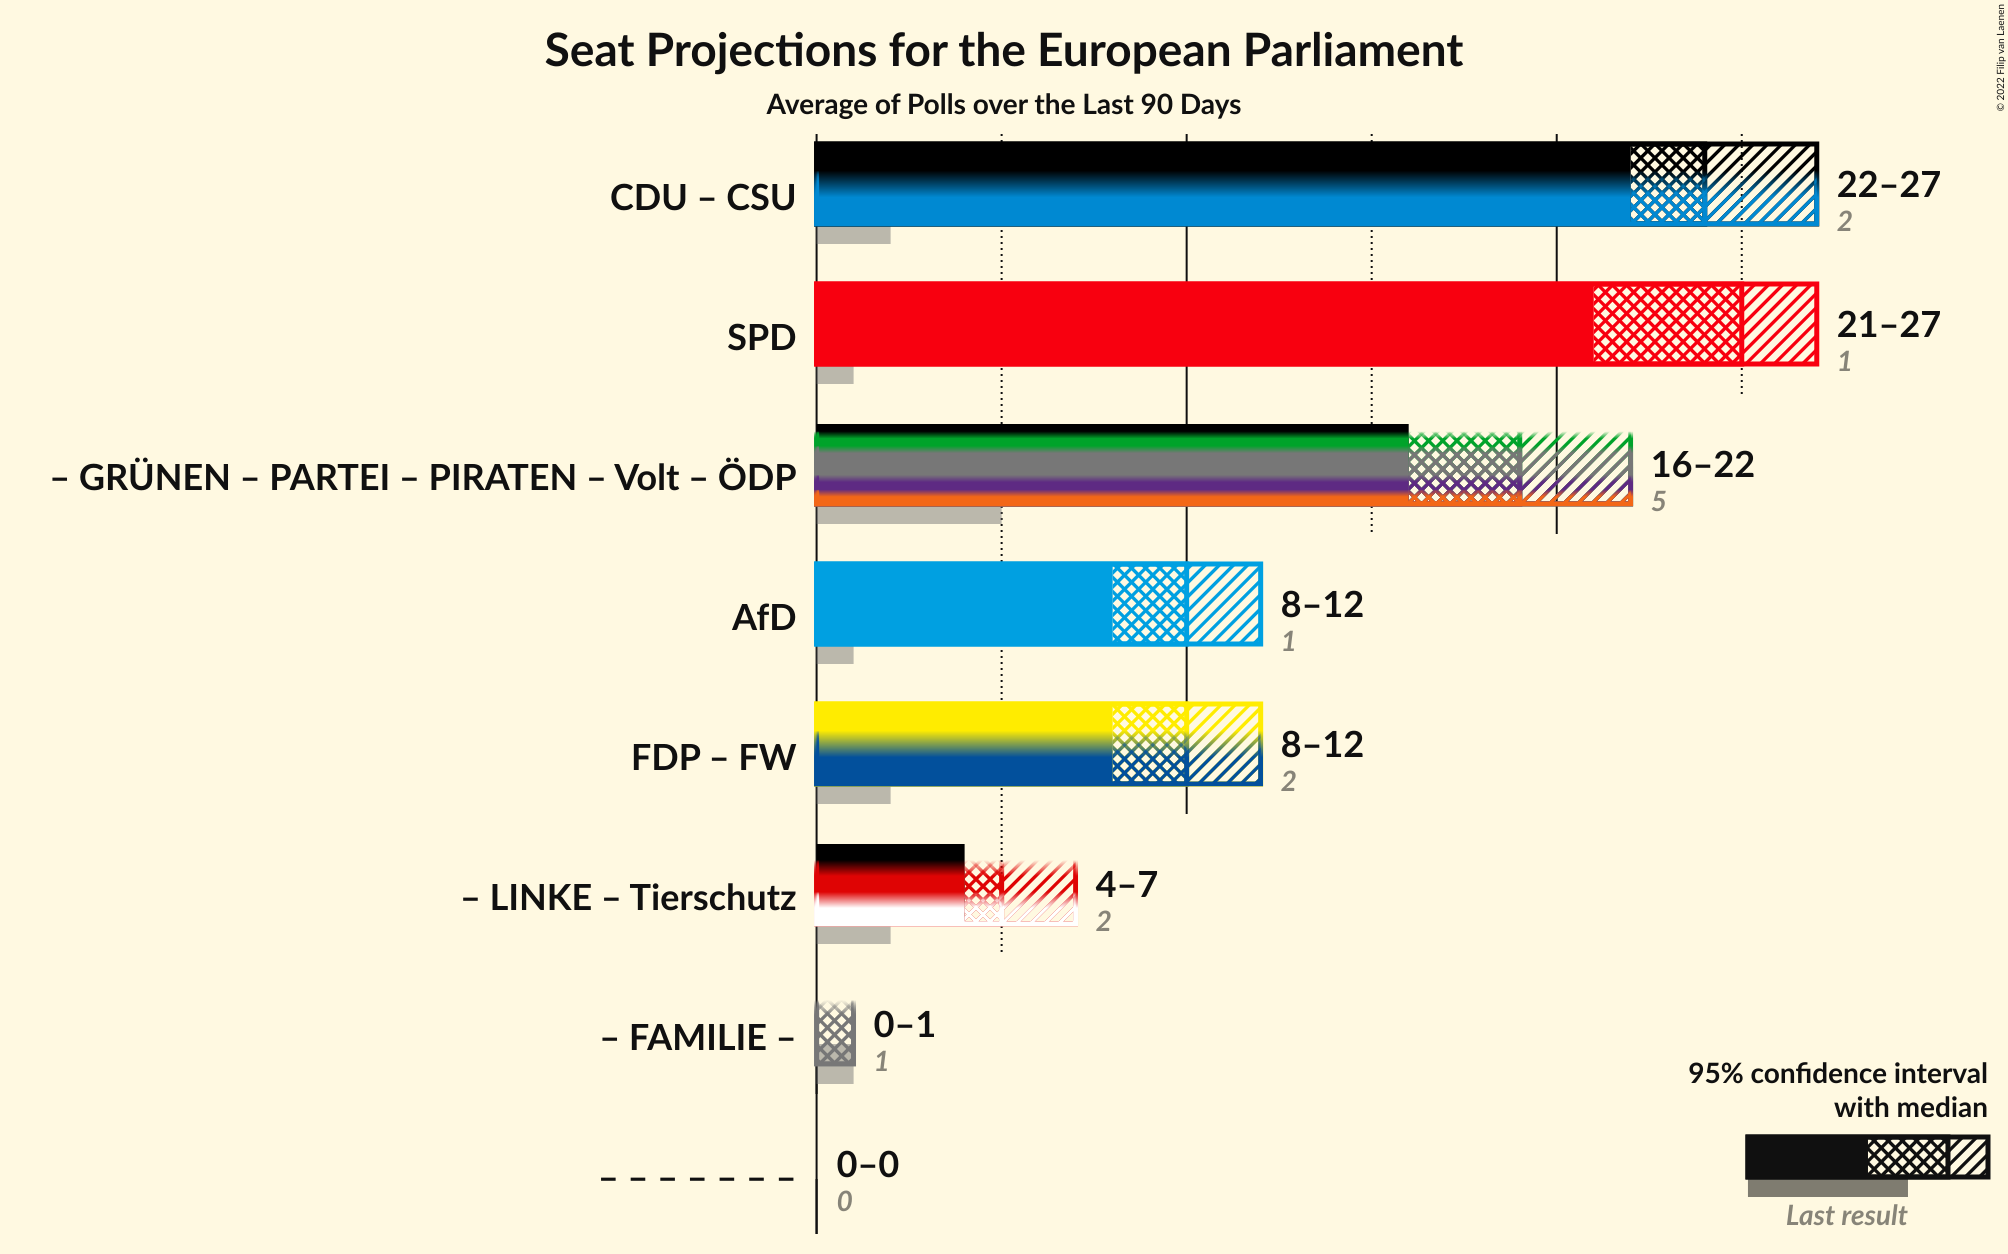 Seat Projections for the European Parliament
Average of Polls over the Last 90 Days
© 2022 Filip van Laenen
CDU – CSU
22–27
2
SPD
21–27
1
– GRÜNEN – PARTEI – PIRATEN – Volt – ÖDP
16–22
5
AfD
8–12
1
FDP – FW
8–12
2
– LINKE – Tierschutz
4–7
2
– FAMILIE –
0–1
1
– – – – – – –
0–0
0
95% confidence interval
with median
Last result